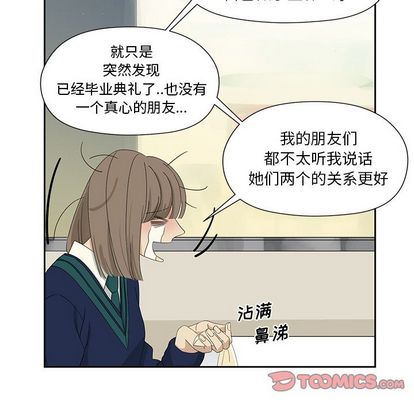 就只是
突然发现
已经毕业典礼了..也没有
一个真心的朋友...
我的朋友们
都不太听我说话
她们两个的关系更好
沾满
鼻涕
TOOMICS.COM